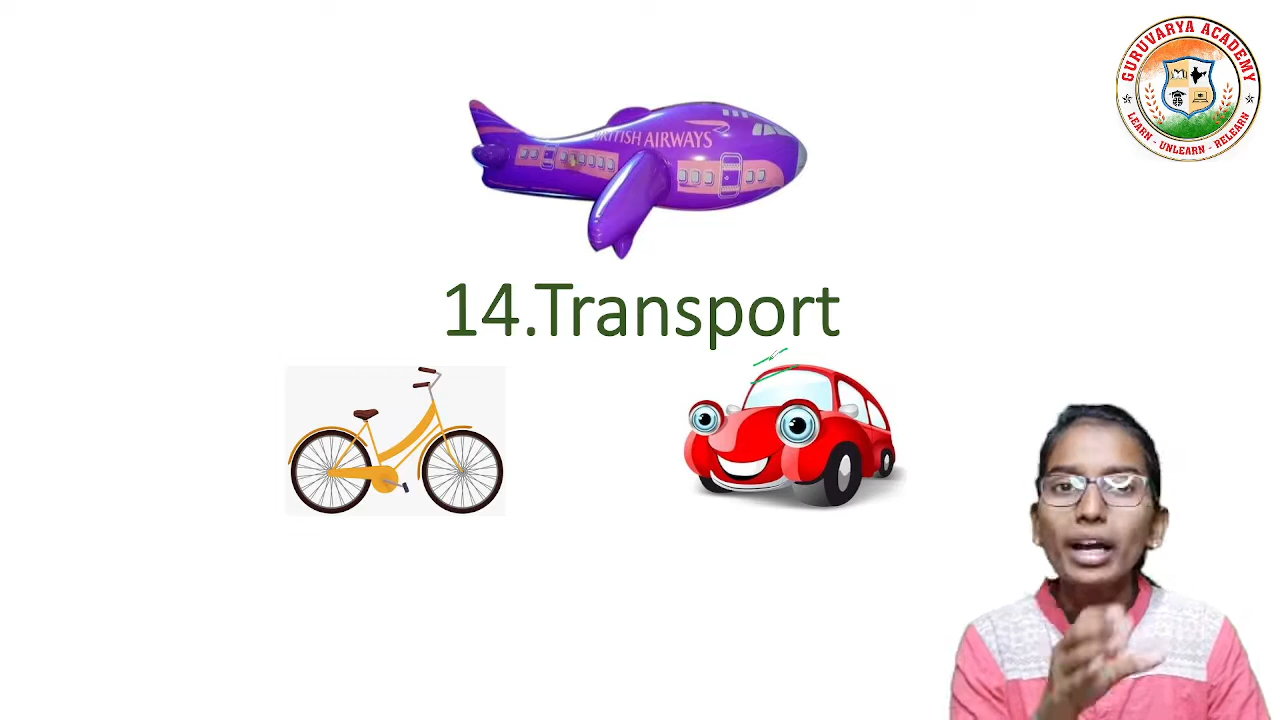 GURUVARYA ACADEMY
LEARN - UNLEARN - RELEARN
BRITISH AIRWAYS
14.Transport